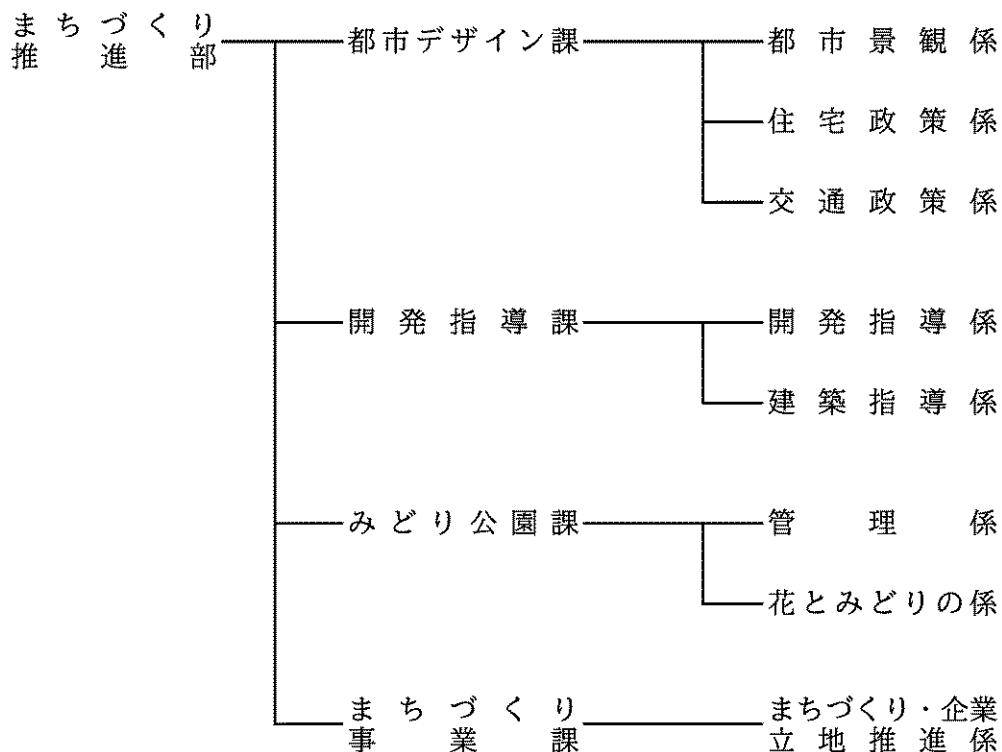 まちづくり
推進部
都市デザイン課
都市景観係
住宅政策係
交通政策係
開発指導課
開発指導係
建築指導係
みどり公園課
管理係
花とみどりの係
まちづくり
事業課
まちづくり・企業
立地推進係